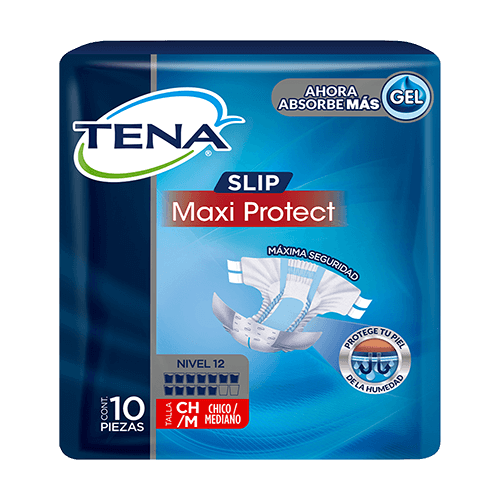 AHORA
ABSORBE MÁS
GEL
TENA
®
SLIP
Maxi Protect
MÁXIMA SEGURIDAD
PROTEGE TU PIEL
DE LA HUMEDAD
NIVEL 12
CONT. 10
PIEZAS
TALLA
CH
/M
CHICO/
MEDIANO